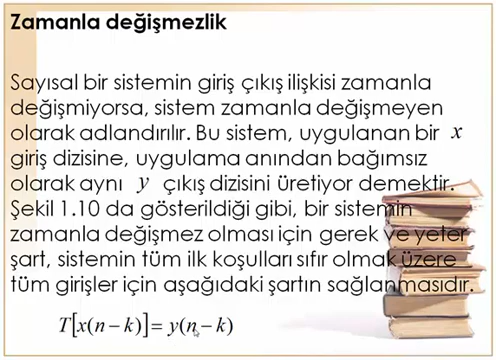 Zamanla değişmezlik
Sayısal bir sistemin giriş çıkış ilişkisi zamanla
değişmiyorsa, sistem zamanla değişmeyen
olarak adlandırılır. Bu sistem, uygulanan bir x
giriş dizisine, uygulama anından bağımsız
olarak aynı y çıkış dizisini üretiyor demektir.
Şekil 1.10 da gösterildiği gibi, bir sistemin
zamanla değişmez olması için gerek ve yeter
şart, sistemin tüm ilk koşulları sıfır olmak üzere
tüm girişler için aşağıdaki şartın sağlanmasıdır.
T[x(n-k)]= y(n-k)